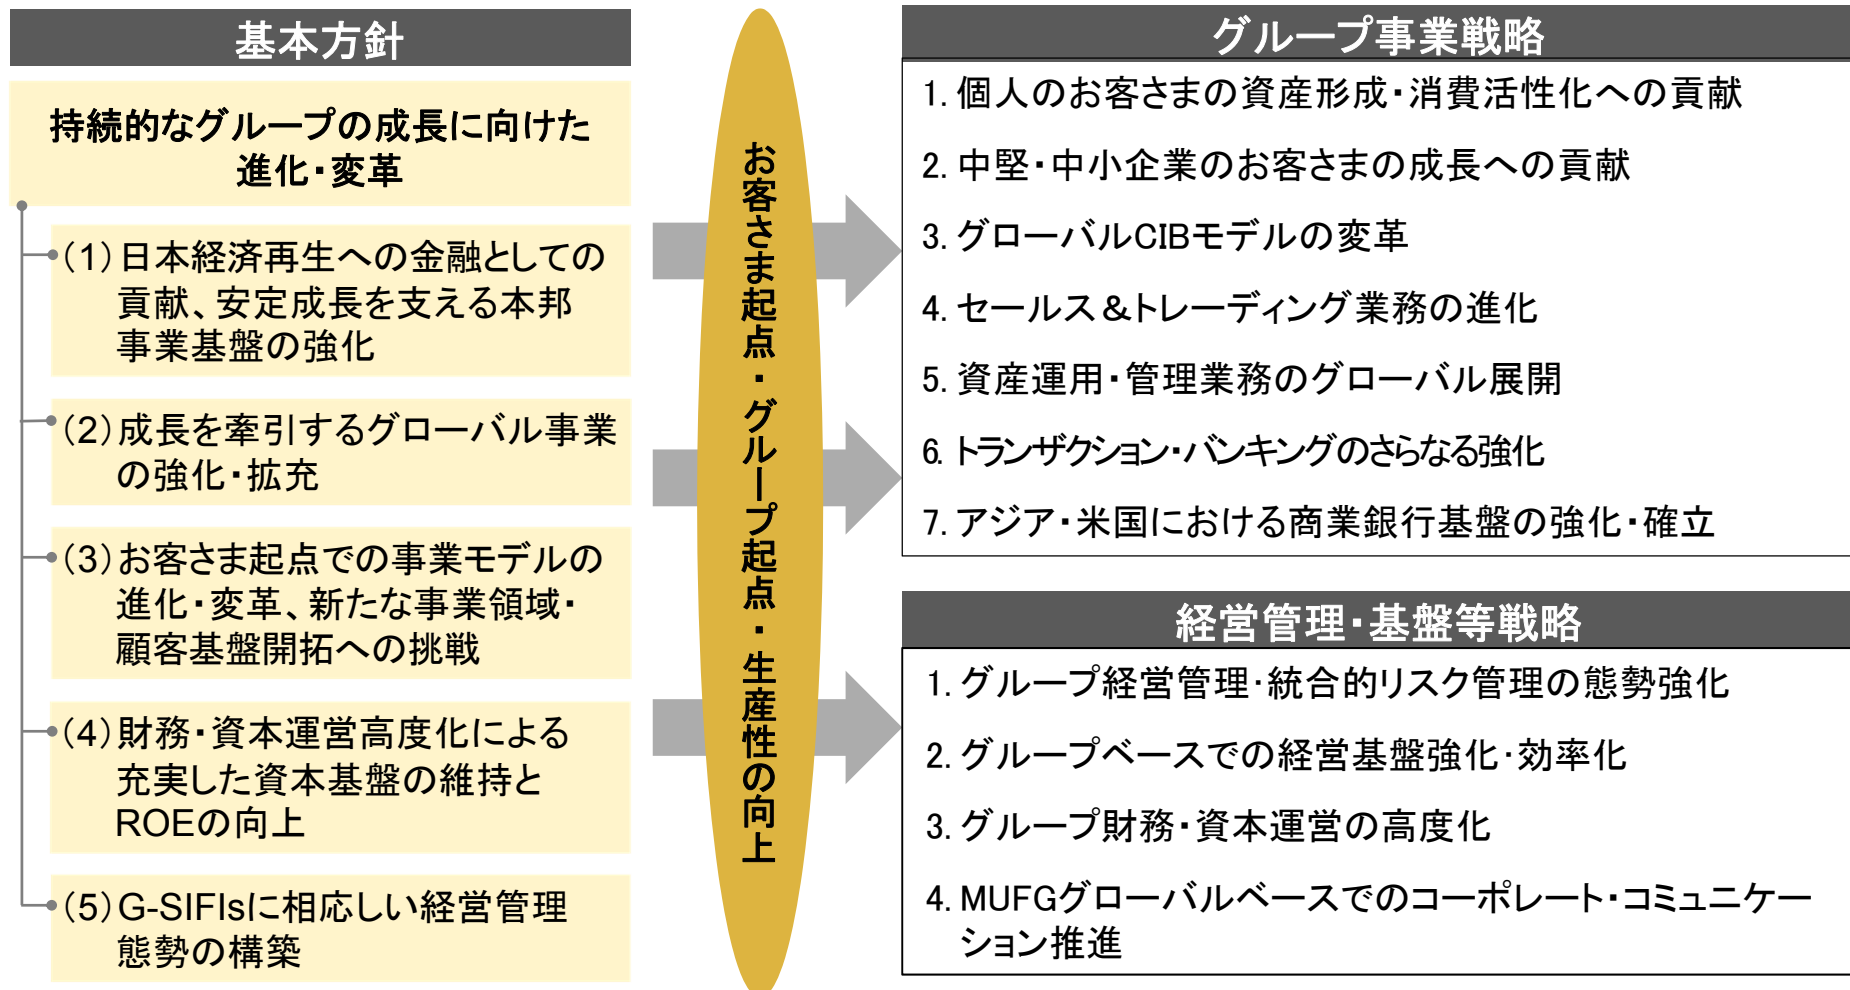 基本方針
持続的なグループの成長に向けた
進化・変革
(1)日本経済再生への金融としての
貢献、安定成長を支える本邦
事業基盤の強化
(2)成長を牽引するグローバル事業
の強化・拡充
(3)お客さま起点での事業モデルの
進化・変革、新たな事業領域・
顧客基盤開拓への挑戦
(4)財務・資本運営高度化による
充実した資本基盤の維持と
ROEの向上
(5)G-SIFIsに相応しい経営管理
態勢の構築
お客さま起点・グループ起点・生産性の向上
グループ事業戦略
1. 個人のお客さまの資産形成・消費活性化への貢献
2. 中堅・中小企業のお客さまの成長への貢献
3. グローバルCIBモデルの変革
4. セールス&トレーディング業務の進化
5. 資産運用・管理業務のグローバル展開
6. トランザクション・バンキングのさらなる強化
7. アジア・米国における商業銀行基盤の強化・確立
経営管理・基盤等戦略
1. グループ経営管理・統合的リスク管理の態勢強化
2. グループベースでの経営基盤強化・効率化
3. グループ財務・資本運営の高度化
4. MUFGグローバルベースでのコーポレート・コミュニケー
ション推進